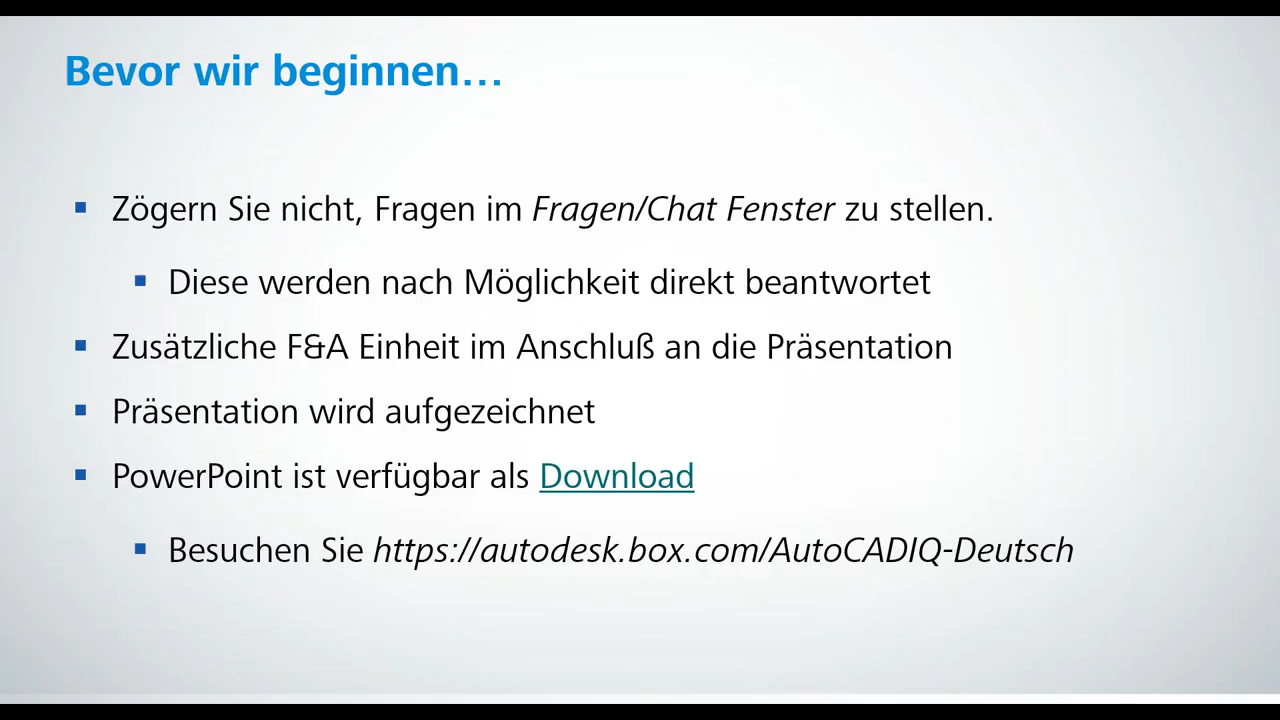 Bevor wir beginnen…
Zögern Sie nicht, Fragen im Fragen/Chat Fenster zu stellen.
Diese werden nach Möglichkeit direkt beantwortet
Zusätzliche F&A Einheit im Anschluß an die Präsentation
Präsentation wird aufgezeichnet
PowerPoint ist verfügbar als Download
Besuchen Sie https://autodesk.box.com/AutoCADIQ-Deutsch